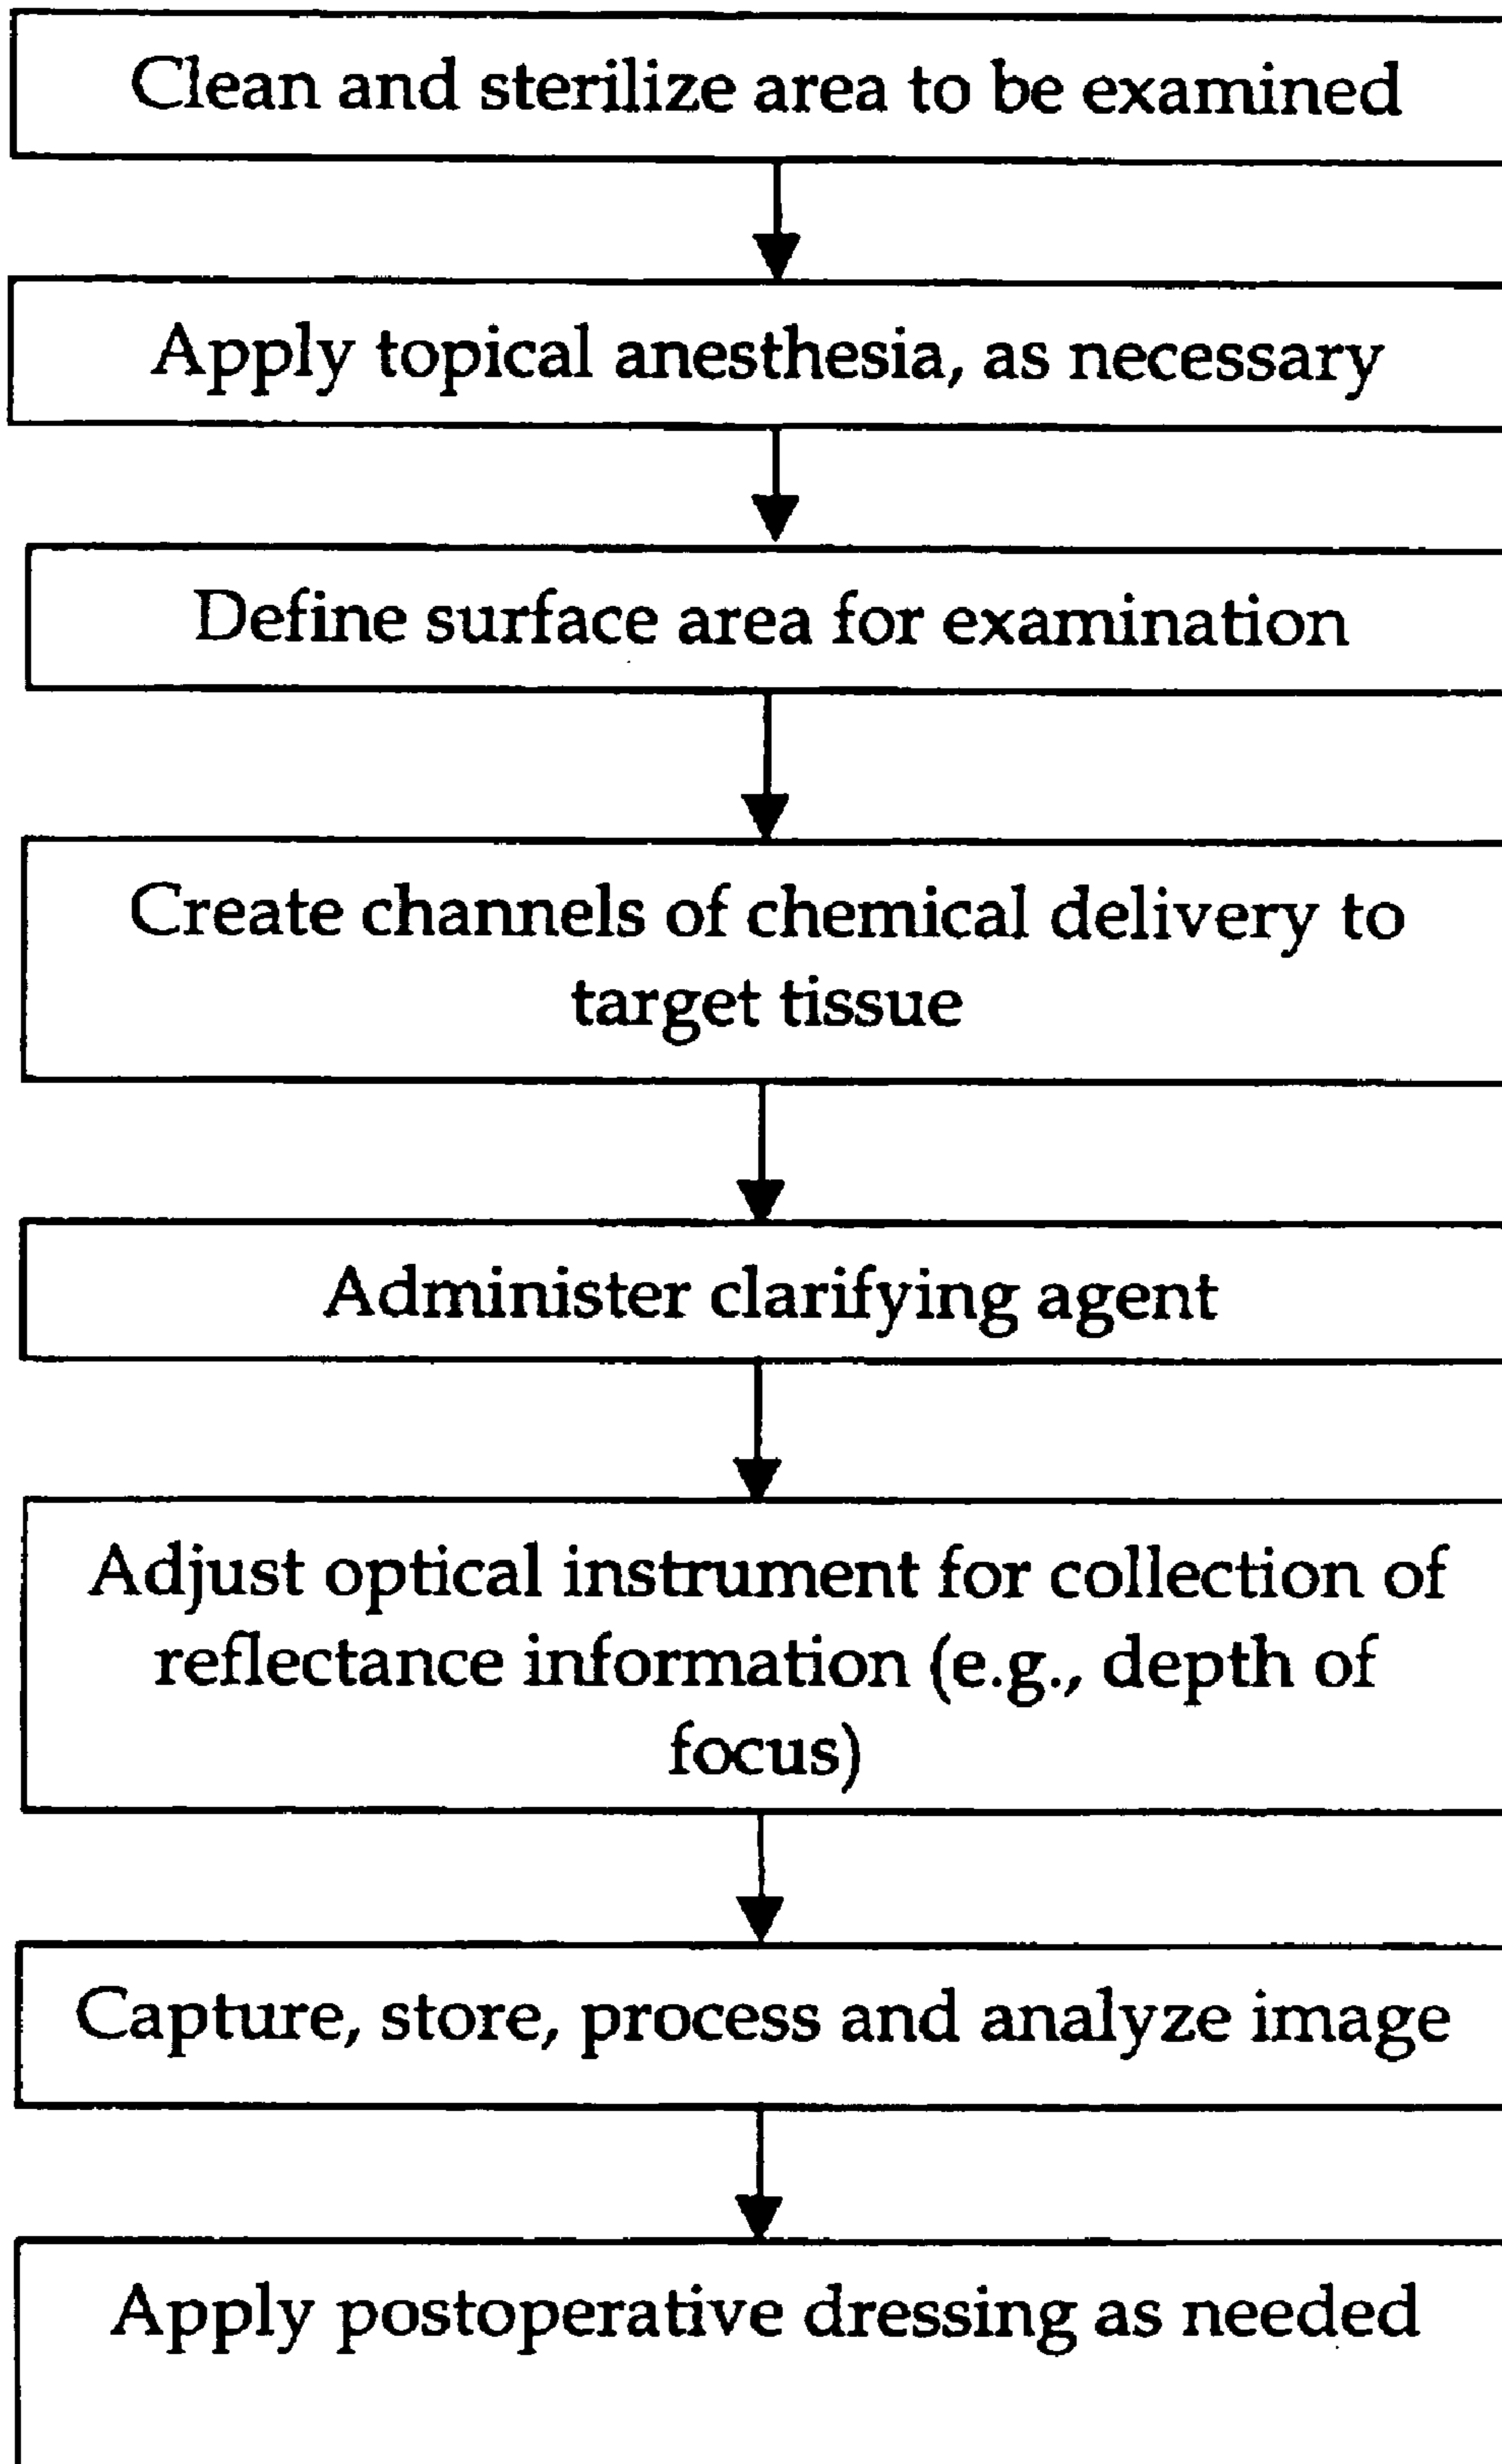 Clean and sterilize area to be examined
Apply topical anesthesia, as necessary
Define surface area for examination
Create channels of chemical delivery to
target tissue
Administer clarifying agent
Adjust optical instrument for collection of
reflectance information (e.g., depth of
focus)
Capture, store, process and analyze image
Apply postoperative dressing as needed